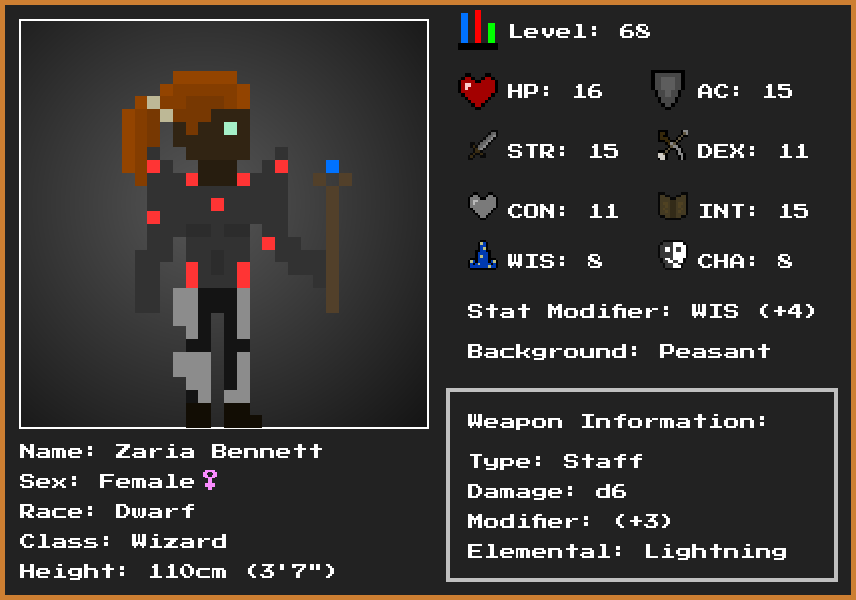 Level: 68
HP: 16
AC: 15
STR: 15
DEX: 11
CON: 11
INT: 15
WIS: 8
CHA: 8
Stat Modifier: WIS (+4)
Background: Peasant
Weapon Information:
Type: Staff
Damage: d6
Modifier: (+3)
Elemental: Lightning
Name: Zaria Bennett
Sex: Female♀
Race: Dwarf
Class: Wizard
Height: 110cm (3'7")